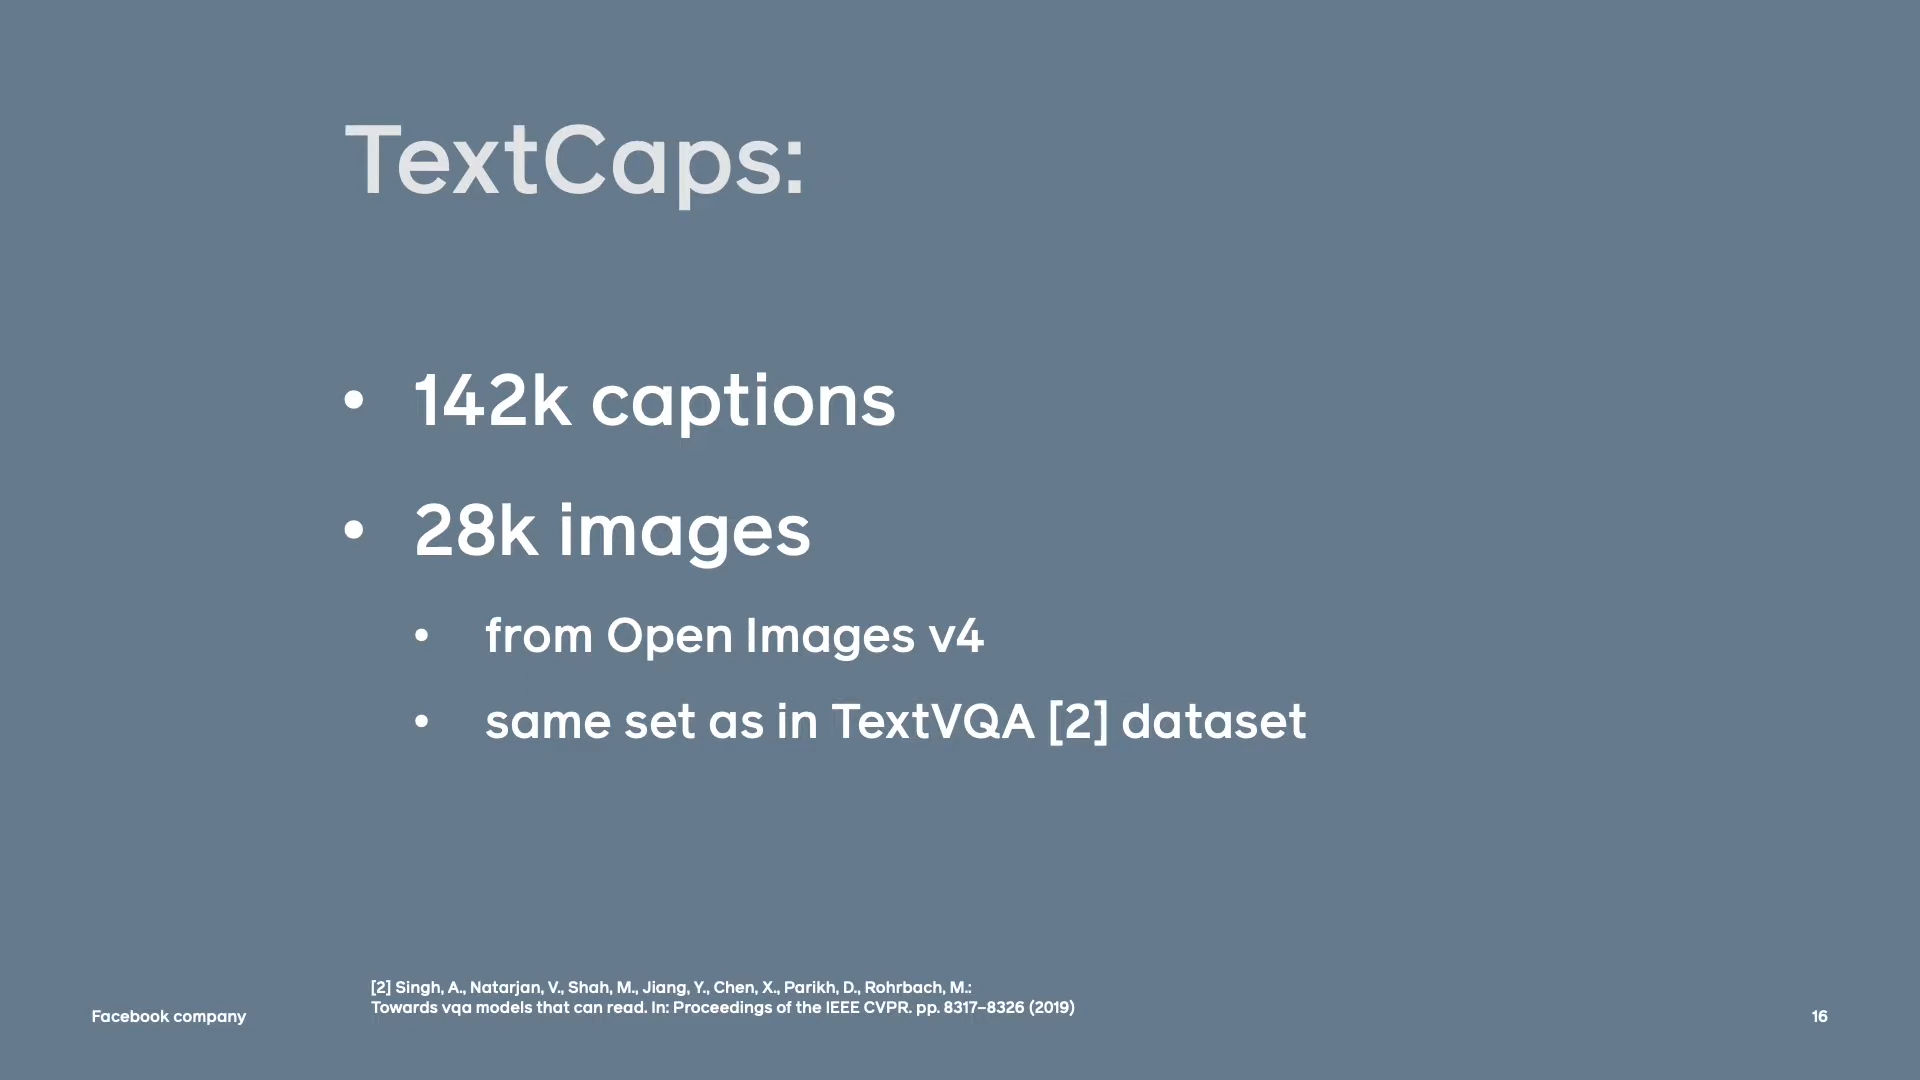 TextCaps:
• 142k captions
• 28k images
• from Open Images v4
• same set as in TextVQA [2] dataset
[2] Singh, A., Natarjan, V., Shah, M., Jiang, Y., Chen, X., Parikh, D., Rohrbach, M.:
Towards vqa models that can read. In: Proceedings of the IEEE CVPR. pp. 8317–8326 (2019)
Facebook company
16